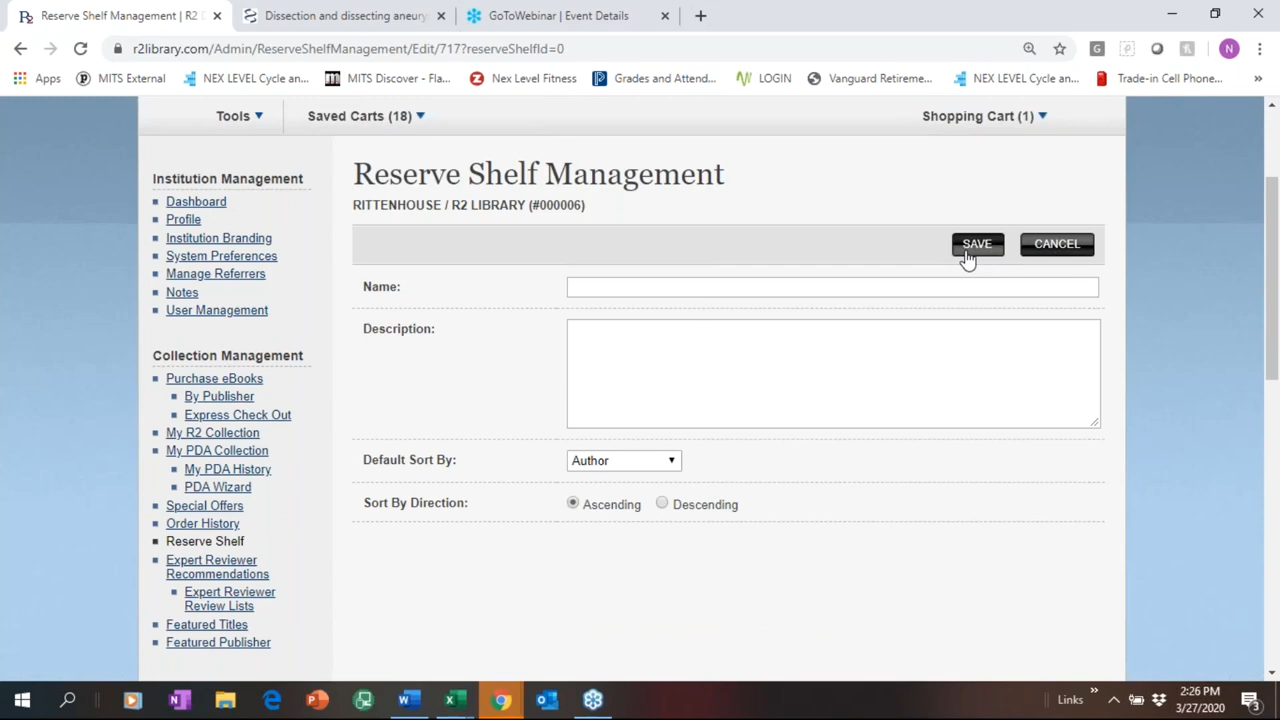 Reserve Shelf Management | R2 D
Dissection and dissecting aneury
GoToWebinar | Event Details
r2library.com/Admin/ReserveShelfManagement/Edit/717?reserveShelfId=0
Apps
MITS External
NEX LEVEL Cycle an...
MITS Discover - Fla...
Nex Level Fitness
Grades and Attend...
LOGIN
Vanguard Retireme...
NEX LEVEL Cycle an...
Trade-in Cell Phone...
Tools
Saved Carts (18)
Shopping Cart (1)
Institution Management
Dashboard
Profile
Institution Branding
System Preferences
Manage Referrers
Notes
User Management
Collection Management
Purchase eBooks
By Publisher
Express Check Out
My R2 Collection
My PDA Collection
My PDA History
PDA Wizard
Special Offers
Order History
Reserve Shelf
Expert Reviewer
Recommendations
Expert Reviewer
Review Lists
Featured Titles
Featured Publisher
Reserve Shelf Management
RITTENHOUSE / R2 LIBRARY (#000006)
SAVE
CANCEL
Name:
Description:
Default Sort By:
Author
Sort By Direction:
Ascending
Descending
Links
2:26 PM
3/27/2020
3